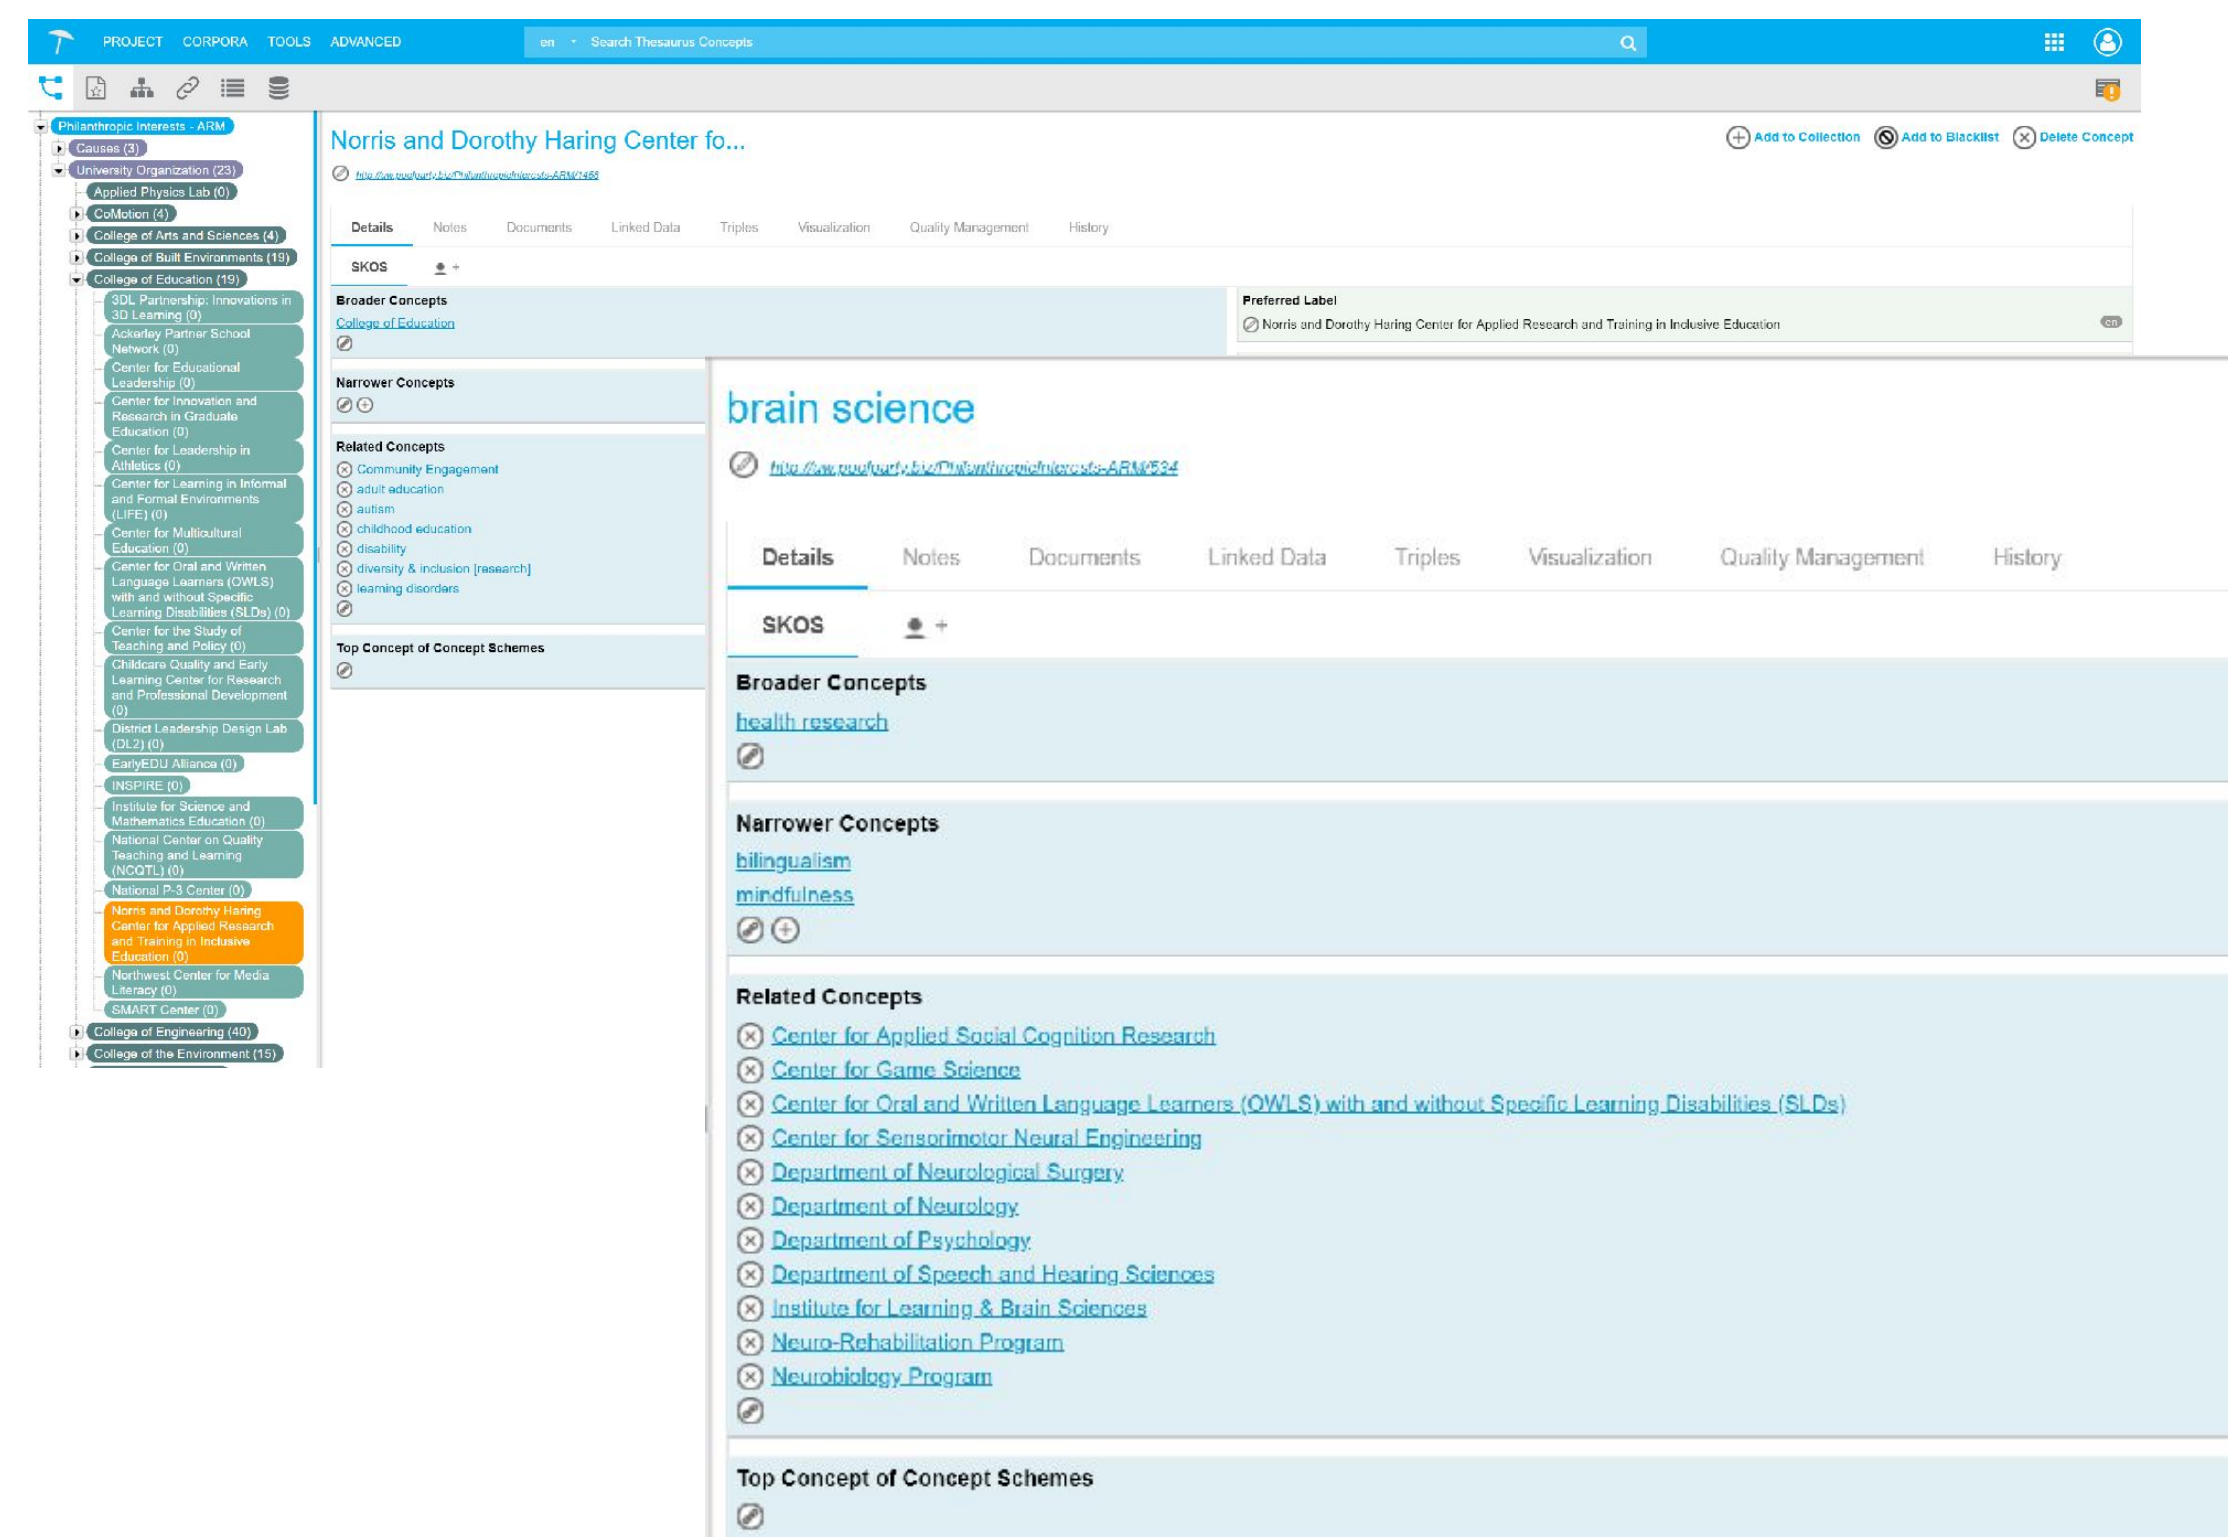 PROJECT CORPORA TOOLS ADVANCED en Search Thesaurus Concepts
Philanthropic Interests - ARM
Causes (3)
University Organization (23)
Applied Physics Lab (0)
CoMotion (4)
College of Arts and Sciences (4)
College of Built Environments (19)
College of Education (19)
3DL Partnership: Innovations in
3D Learning (0)
Ackerley Partner School
Network (0)
Center for Educational
Leadership (0)
Center for Innovation and
Research in Graduate
Education (0)
Center for Leadership in
Athletics (0)
Center for Learning in Informal
and Formal Environments
(LIFE) (0)
Center for Multicultural
Education (0)
Center for Oral and Written
Language Learners (OWLS)
with and without Specific
Learning Disabilities (SLDs) (0)
Center for the Study of
Teaching and Policy (0)
Childcare Quality and Early
Learning Center for Research
and Professional Development
(0)
District Leadership Design Lab
(DL2) (0)
EarlyEDU Alliance (0)
INSPIRE (0)
Institute for Science and
Mathematics Education (0)
National Center on Quality
Teaching and Learning
(NCQTL) (0)
National P-3 Center (0)
Norris and Dorothy Haring
Center for Applied Research
and Training in Inclusive
Education (0)
Northwest Center for Media
Literacy (0)
SMART Center (0)
College of Engineering (40)
College of the Environment (15)
Norris and Dorothy Haring Center fo...
Add to Collection Add to Blacklist Delete Concept
http://uw.poolparty.biz/PhilanthropicInterests-ARM/1458
Details Notes Documents Linked Data Triples Visualization Quality Management History
SKOS +
Broader Concepts
College of Education
Preferred Label
Norris and Dorothy Haring Center for Applied Research and Training in Inclusive Education en
Narrower Concepts
Related Concepts
Community Engagement
adult education
autism
childhood education
disability
diversity & inclusion [research]
learning disorders
Top Concept of Concept Schemes
brain science
http://uw.poolparty.biz/PhilanthropicInterests-ARM/534
Details Notes Documents Linked Data Triples Visualization Quality Management History
SKOS +
Broader Concepts
health research
Narrower Concepts
bilingualism
mindfulness
Related Concepts
Center for Applied Social Cognition Research
Center for Game Science
Center for Oral and Written Language Learners (OWLS) with and without Specific Learning Disabilities (SLDs)
Center for Sensorimotor Neural Engineering
Department of Neurological Surgery
Department of Neurology
Department of Psychology
Department of Speech and Hearing Sciences
Institute for Learning & Brain Sciences
Neuro-Rehabilitation Program
Neurobiology Program
Top Concept of Concept Schemes